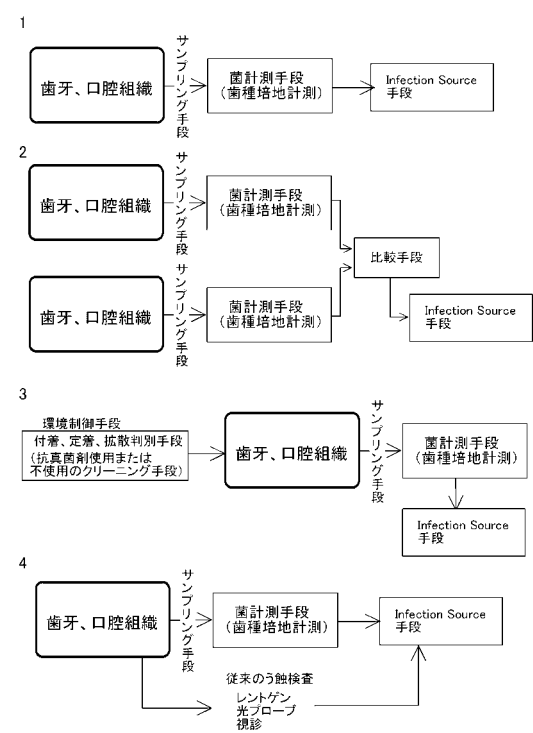 1
歯牙、口腔組織
サンプリング手段
菌計測手段
(歯種培地計測)
Infection Source
手段
2
歯牙、口腔組織
サンプリング手段
菌計測手段
(歯種培地計測)
歯牙、口腔組織
サンプリング手段
菌計測手段
(歯種培地計測)
比較手段
Infection Source
手段
3
環境制御手段
付着、定着、拡散判別手段
(抗真菌剤使用または
不使用のクリーニング手段)
歯牙、口腔組織
サンプリング手段
菌計測手段
(歯種培地計測)
Infection Source
手段
4
歯牙、口腔組織
サンプリング手段
菌計測手段
(歯種培地計測)
Infection Source
手段
従来のう蝕検査
レントゲン
光プローブ
視診